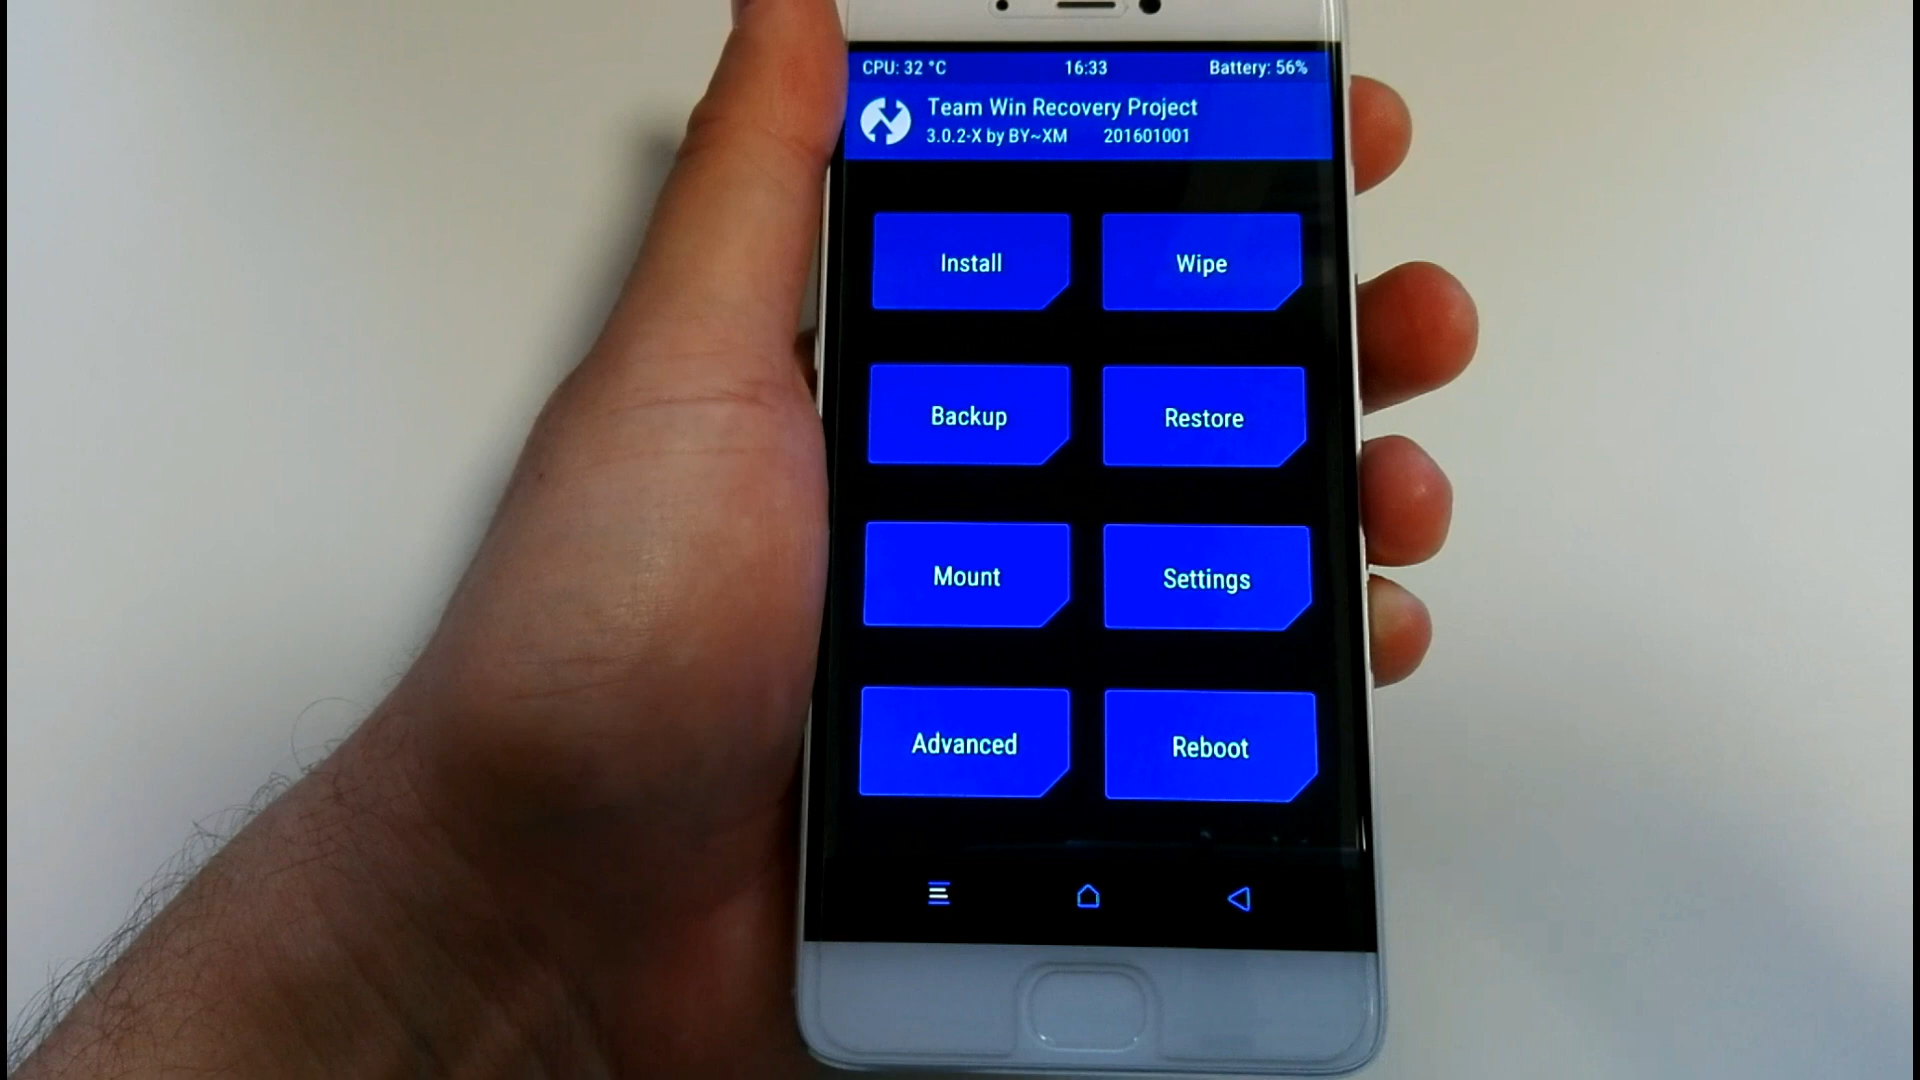 CPU: 32 °C 16:33 Battery: 56%
Team Win Recovery Project
3.0.2-X by BY~XM 201601001
Install Wipe
Backup Restore
Mount Settings
Advanced Reboot